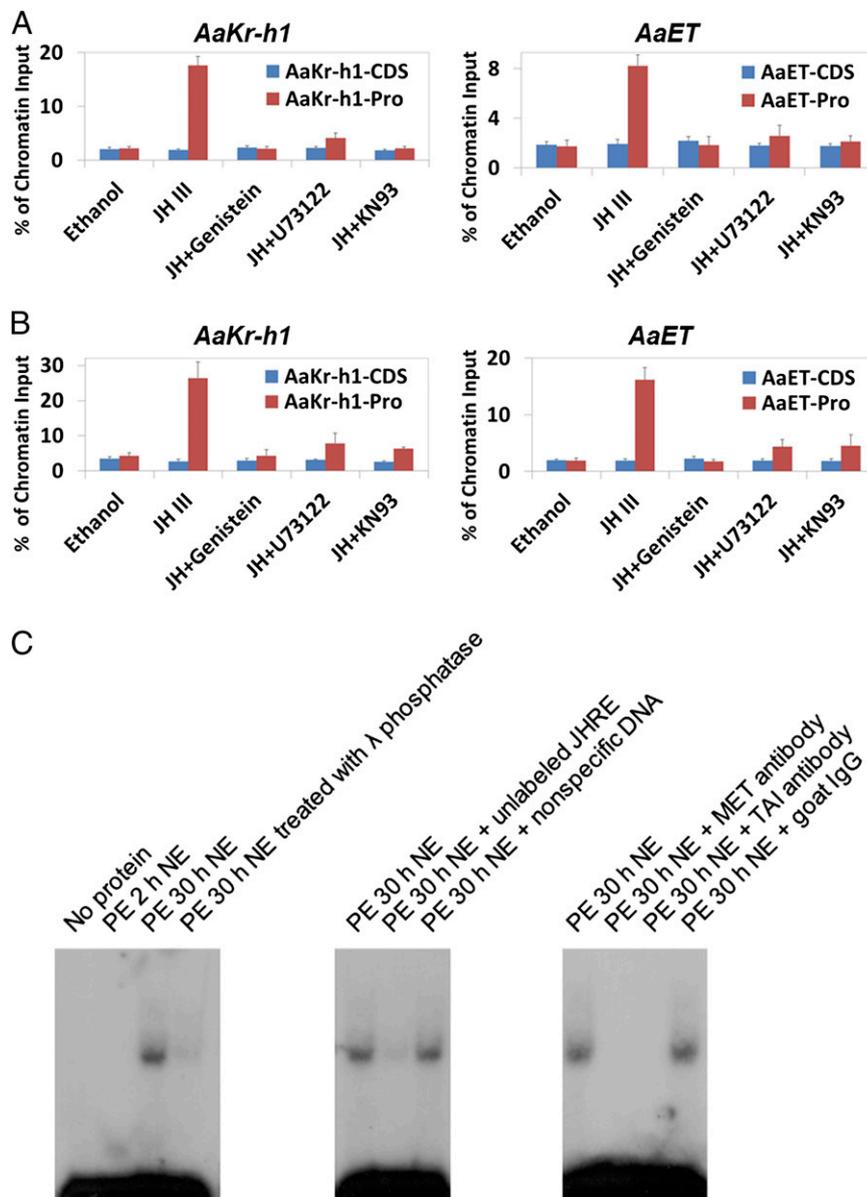 A
AaKr-h1
% of Chromatin Input
20
10
0
AaKr-h1-CDS
AaKr-h1-Pro
Ethanol
JH III
JH+Genistein
JH+U73122
JH+KN93
AaET
% of Chromatin Input
8
4
0
AaET-CDS
AaET-Pro
Ethanol
JH III
JH+Genistein
JH+U73122
JH+KN93
B
AaKr-h1
% of Chromatin Input
30
20
10
0
AaKr-h1-CDS
AaKr-h1-Pro
Ethanol
JH III
JH+Genistein
JH+U73122
JH+KN93
AaET
% of Chromatin Input
20
10
0
AaET-CDS
AaET-Pro
Ethanol
JH III
JH+Genistein
JH+U73122
JH+KN93
C
No protein
PE 2 h NE
PE 30 h NE
PE 30 h NE treated with λ phosphatase
PE 30 h NE
PE 30 h NE + unlabeled JHRE
PE 30 h NE + nonspecific DNA
PE 30 h NE
PE 30 h NE + MET antibody
PE 30 h NE + TAI antibody
PE 30 h NE + goat IgG